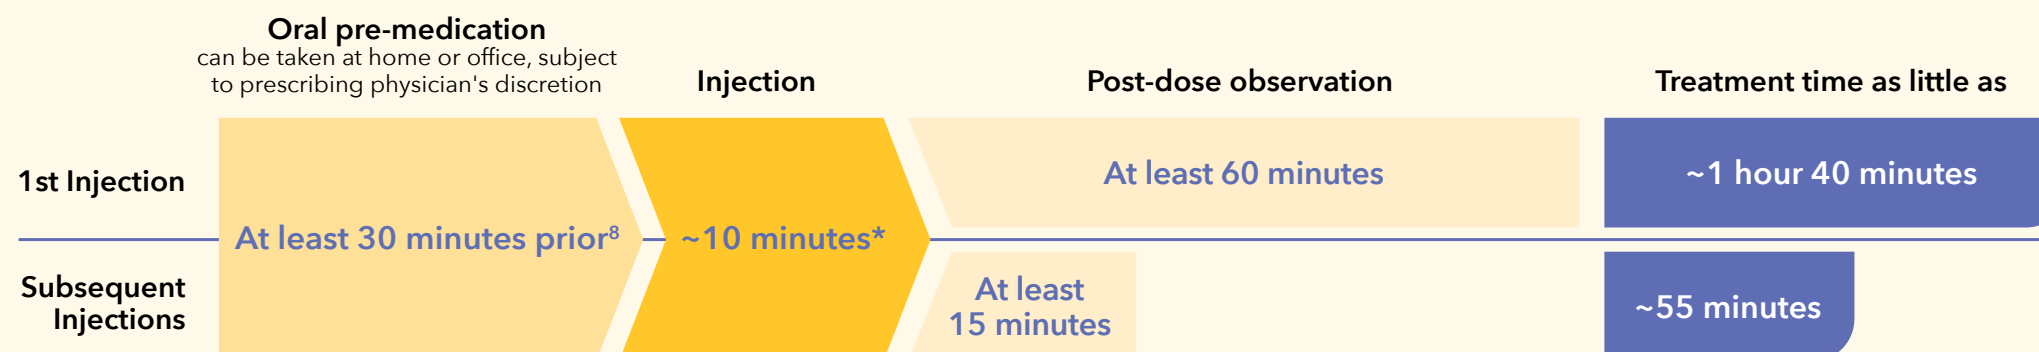 Oral pre-medication
can be taken at home or office, subject
to prescribing physician's discretion
Injection
Post-dose observation
Treatment time as little as
1st Injection
At least 60 minutes
~1 hour 40 minutes
At least 30 minutes prior⁸
~10 minutes*
Subsequent
Injections
At least
15 minutes
~55 minutes